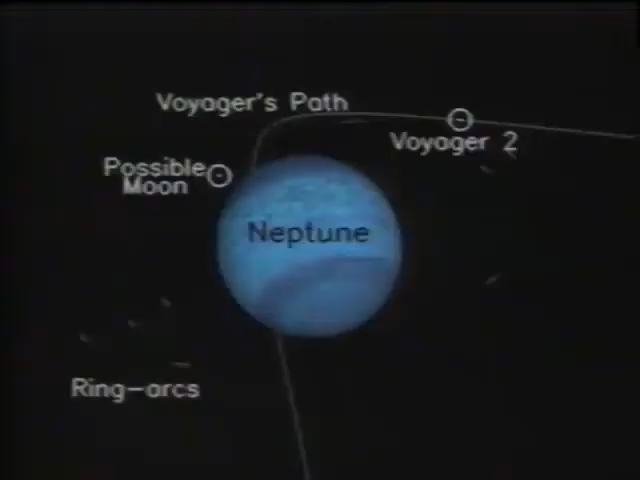 Voyager's Path
Voyager 2
Possible
Moon
Neptune
Ring-arcs